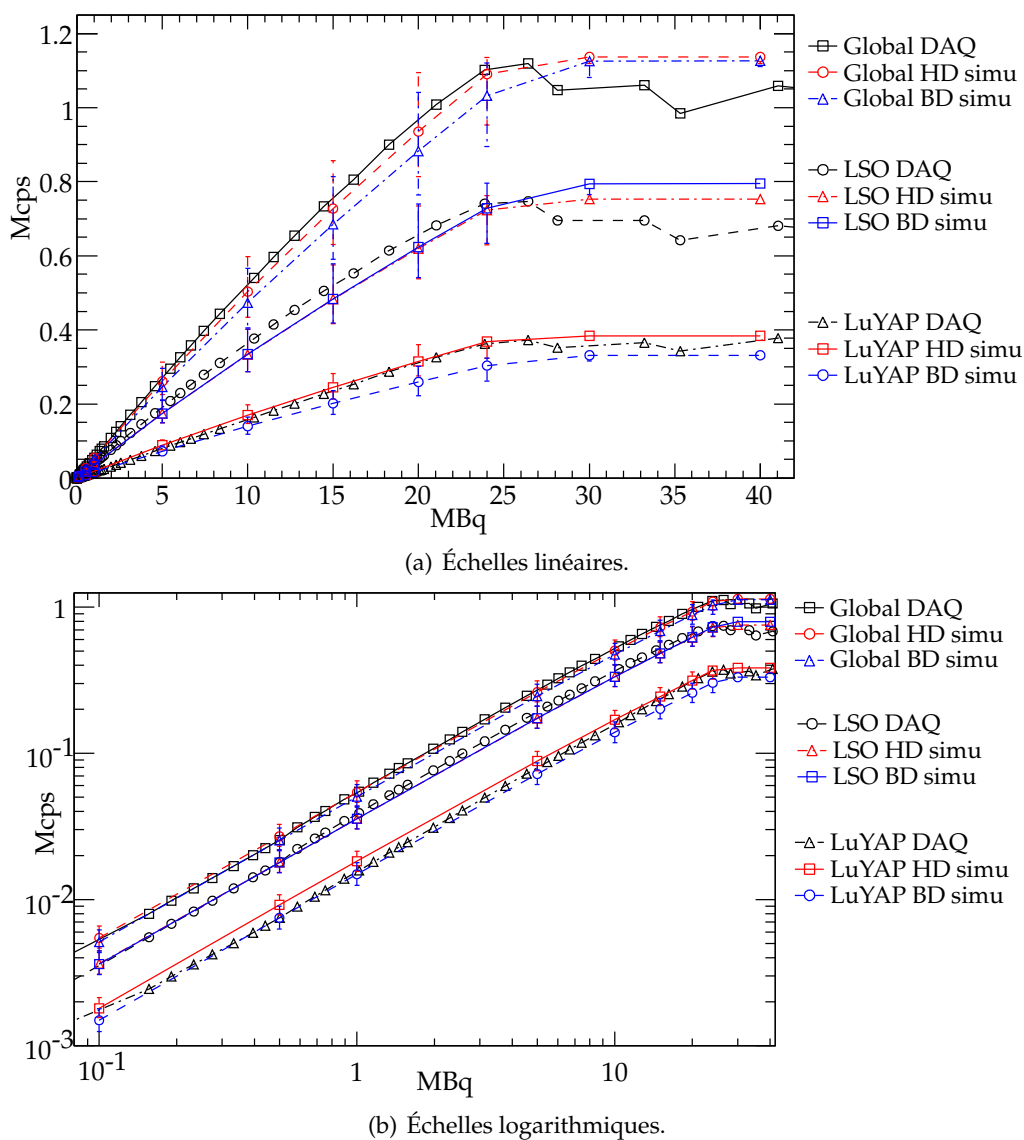 1.2
1
0.8
0.6
0.4
0.2
0
Mcps
0 5 10 15 20 25 30 35 40
MBq
Global DAQ
Global HD simu
Global BD simu
LSO DAQ
LSO HD simu
LSO BD simu
LuYAP DAQ
LuYAP HD simu
LuYAP BD simu
(a) Échelles linéaires.
1
10-1
10-2
10-3
Mcps
10-1 1 10
MBq
Global DAQ
Global HD simu
Global BD simu
LSO DAQ
LSO HD simu
LSO BD simu
LuYAP DAQ
LuYAP HD simu
LuYAP BD simu
(b) Échelles logarithmiques.